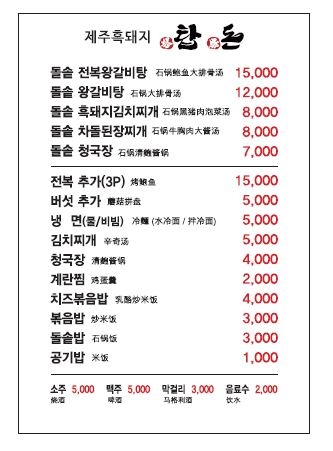 제주흑돼지 탐돈
돌솥 전복왕갈비탕 石锅鲍鱼大排骨汤 15,000
돌솥 왕갈비탕 石锅大排骨汤 12,000
돌솥 흑돼지김치찌개 石锅黑猪肉泡菜汤 8,000
돌솥 차돌된장찌개 石锅牛胸肉大酱汤 8,000
돌솥 청국장 石锅清麴酱锅 7,000
전복 추가(3P) 烤鲍鱼 15,000
버섯 추가 蘑菇拼盘 5,000
냉 면(물/비빔) 冷麵 (水冷面 / 拌冷面) 5,000
김치찌개 辛奇汤 5,000
청국장 清麴酱锅 4,000
계란찜 鸡蛋羹 2,000
치즈볶음밥 乳酪炒米饭 4,000
볶음밥 炒米饭 3,000
돌솥밥 石锅饭 3,000
공기밥 米饭 1,000
소주 5,000 맥주 5,000 막걸리 3,000 음료수 2,000
烧酒 啤酒 马格利酒 饮水